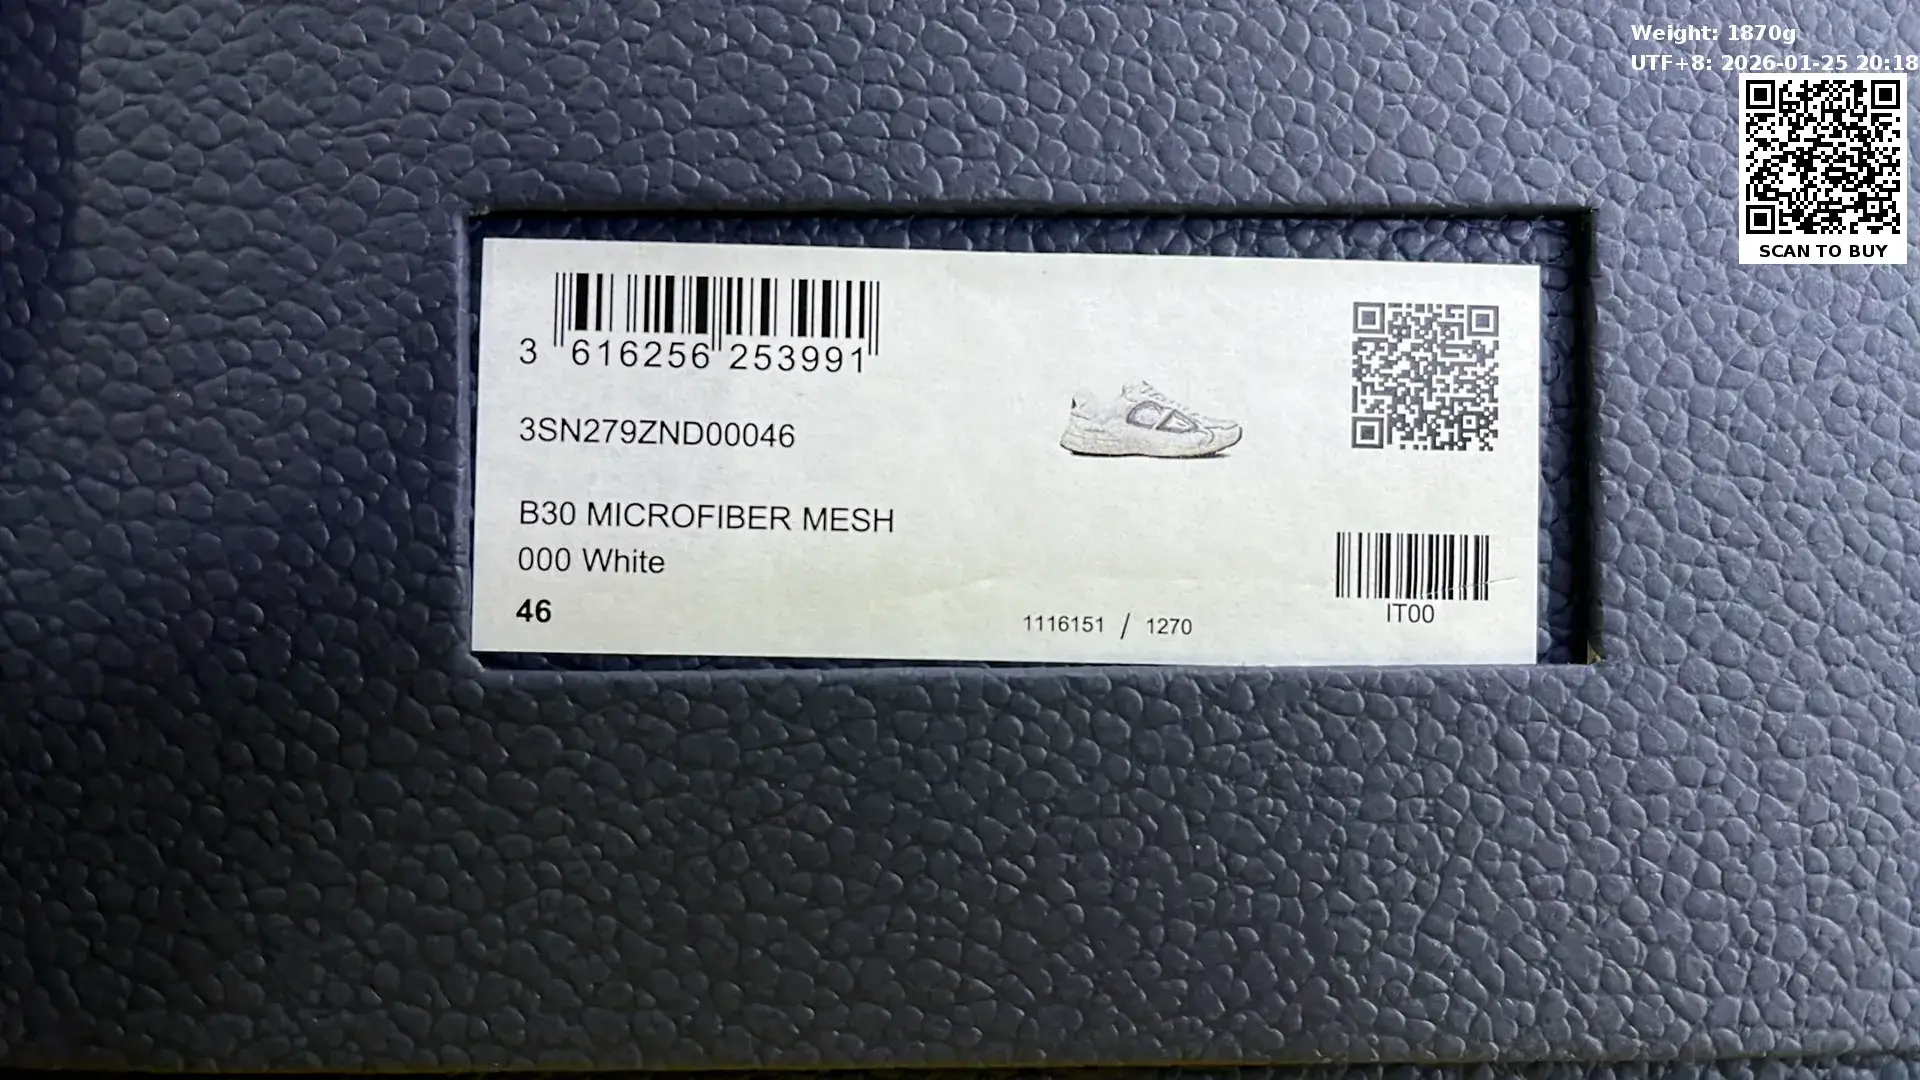 Weight: 1870g
UTF+8: 2026-01-25 20:18
SCAN TO BUY
3 616256 253991
3SN279ZND00046
B30 MICROFIBER MESH
000 White
46
1116151 / 1270
IT00